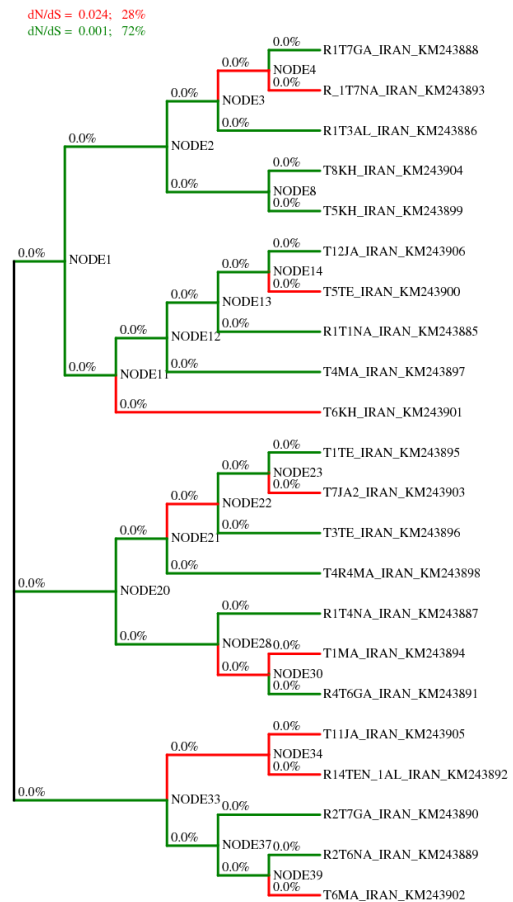 dN/dS = 0.024; 28%
dN/dS = 0.001; 72%
0.0%
R1T7GA_IRAN_KM243888
0.0%
NODE4
0.0%
R_1T7NA_IRAN_KM243893
0.0%
NODE3
0.0%
R1T3AL_IRAN_KM243886
0.0%
NODE2
0.0%
T8KH_IRAN_KM243904
0.0%
NODE8
0.0%
T5KH_IRAN_KM243899
0.0%
NODE1
0.0%
T12JA_IRAN_KM243906
0.0%
NODE14
0.0%
T5TE_IRAN_KM243900
0.0%
NODE13
0.0%
R1T1NA_IRAN_KM243885
0.0%
NODE12
0.0%
T4MA_IRAN_KM243897
0.0%
NODE11
0.0%
T6KH_IRAN_KM243901
0.0%
T1TE_IRAN_KM243895
0.0%
NODE23
0.0%
T7JA2_IRAN_KM243903
0.0%
NODE22
0.0%
T3TE_IRAN_KM243896
0.0%
NODE21
0.0%
T4R4MA_IRAN_KM243898
0.0%
NODE20
0.0%
R1T4NA_IRAN_KM243887
0.0%
NODE28
0.0%
T1MA_IRAN_KM243894
0.0%
NODE30
0.0%
R4T6GA_IRAN_KM243891
0.0%
T11JA_IRAN_KM243905
0.0%
NODE34
0.0%
R14TEN_1AL_IRAN_KM243892
0.0%
NODE33
0.0%
R2T7GA_IRAN_KM243890
0.0%
NODE37
0.0%
R2T6NA_IRAN_KM243889
0.0%
NODE39
0.0%
T6MA_IRAN_KM243902
0.0%